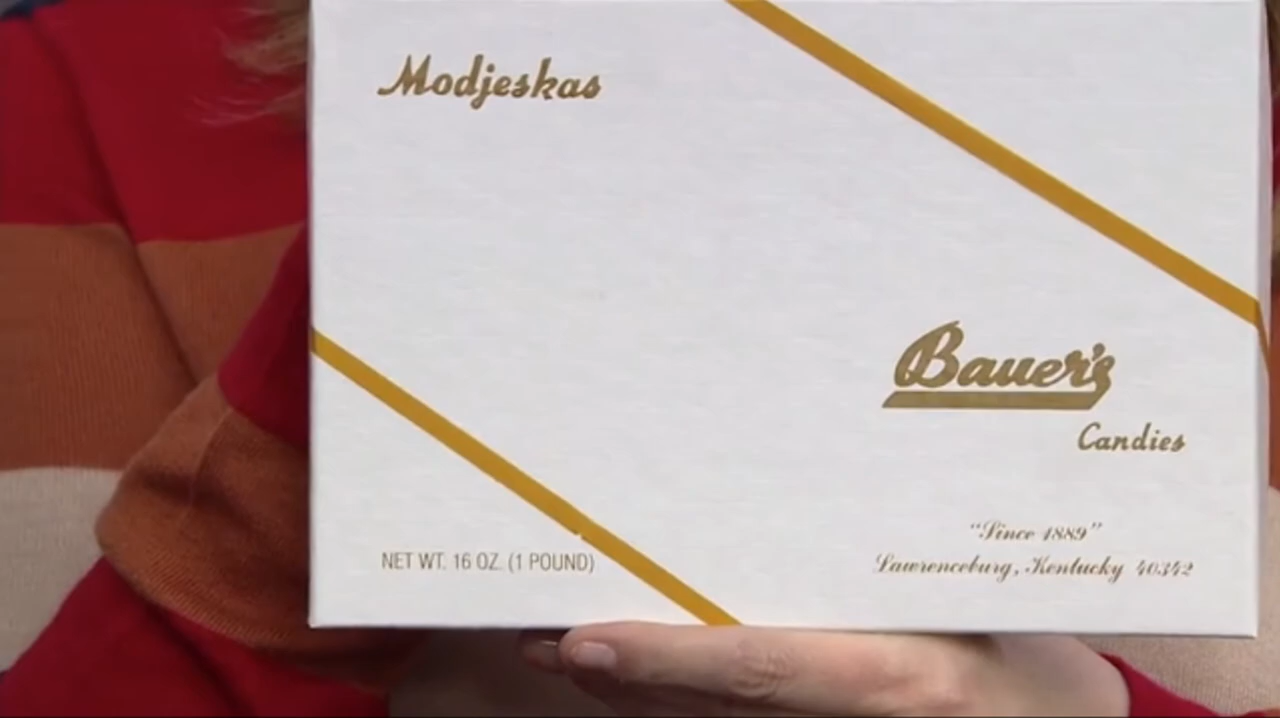 Modjeskas
Bauer's
Candies
"Since 1889"
Lawrenceburg, Kentucky 40342
NET WT. 16 OZ. (1 POUND)